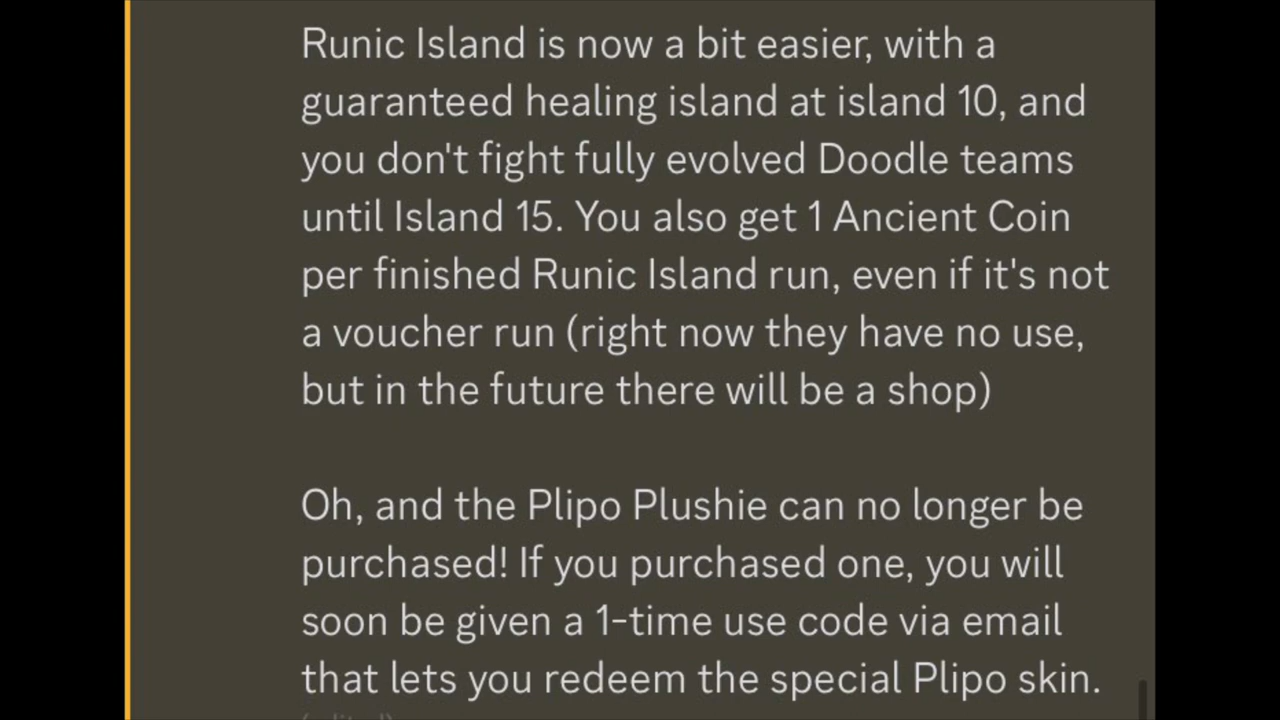 Runic Island is now a bit easier, with a
guaranteed healing island at island 10, and
you don't fight fully evolved Doodle teams
until Island 15. You also get 1 Ancient Coin
per finished Runic Island run, even if it's not
a voucher run (right now they have no use,
but in the future there will be a shop)
Oh, and the Plipo Plushie can no longer be
purchased! If you purchased one, you will
soon be given a 1-time use code via email
that lets you redeem the special Plipo skin.